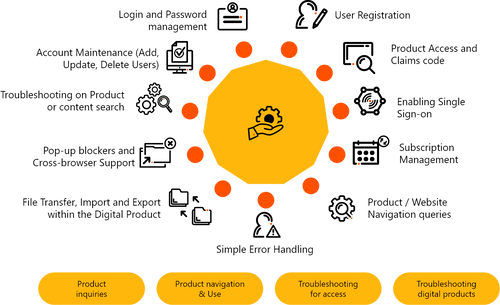 Login and Password
management
User Registration
Account Maintenance (Add,
Update, Delete Users)
Product Access and
Claims code
Troubleshooting on Product
or content search
Enabling Single
Sign-on
Pop-up blockers and
Cross-browser Support
Subscription
Management
File Transfer, Import and Export
within the Digital Product
Product / Website
Navigation queries
Simple Error Handling
Product
inquiries
Product navigation
& Use
Troubleshooting
for access
Troubleshooting
digital products